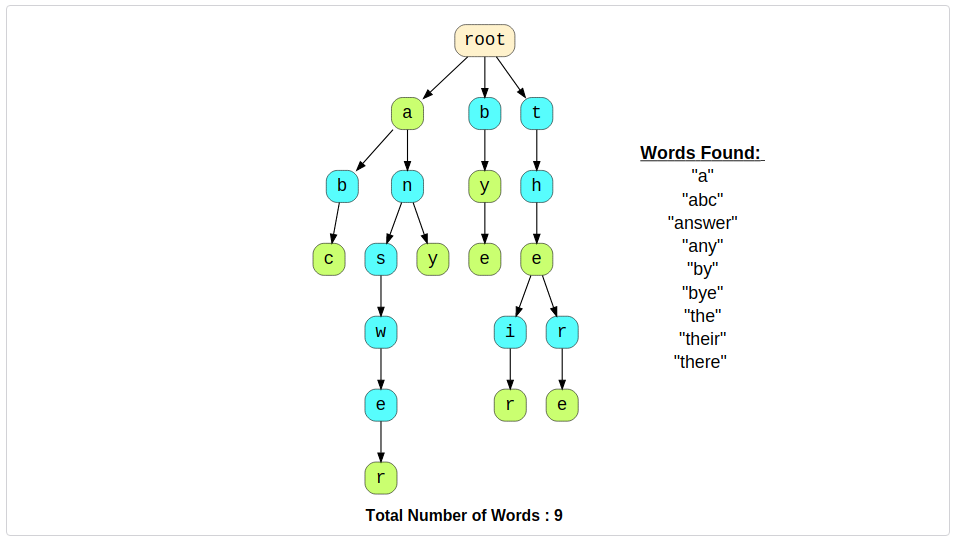 root
a b t
b n y h
c s y e e
w i r
e r e
r
Words Found:
"a"
"abc"
"answer"
"any"
"by"
"bye"
"the"
"their"
"there"
Total Number of Words : 9